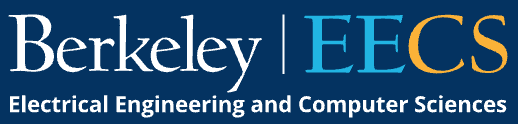 Berkeley | EECS
Electrical Engineering and Computer Sciences